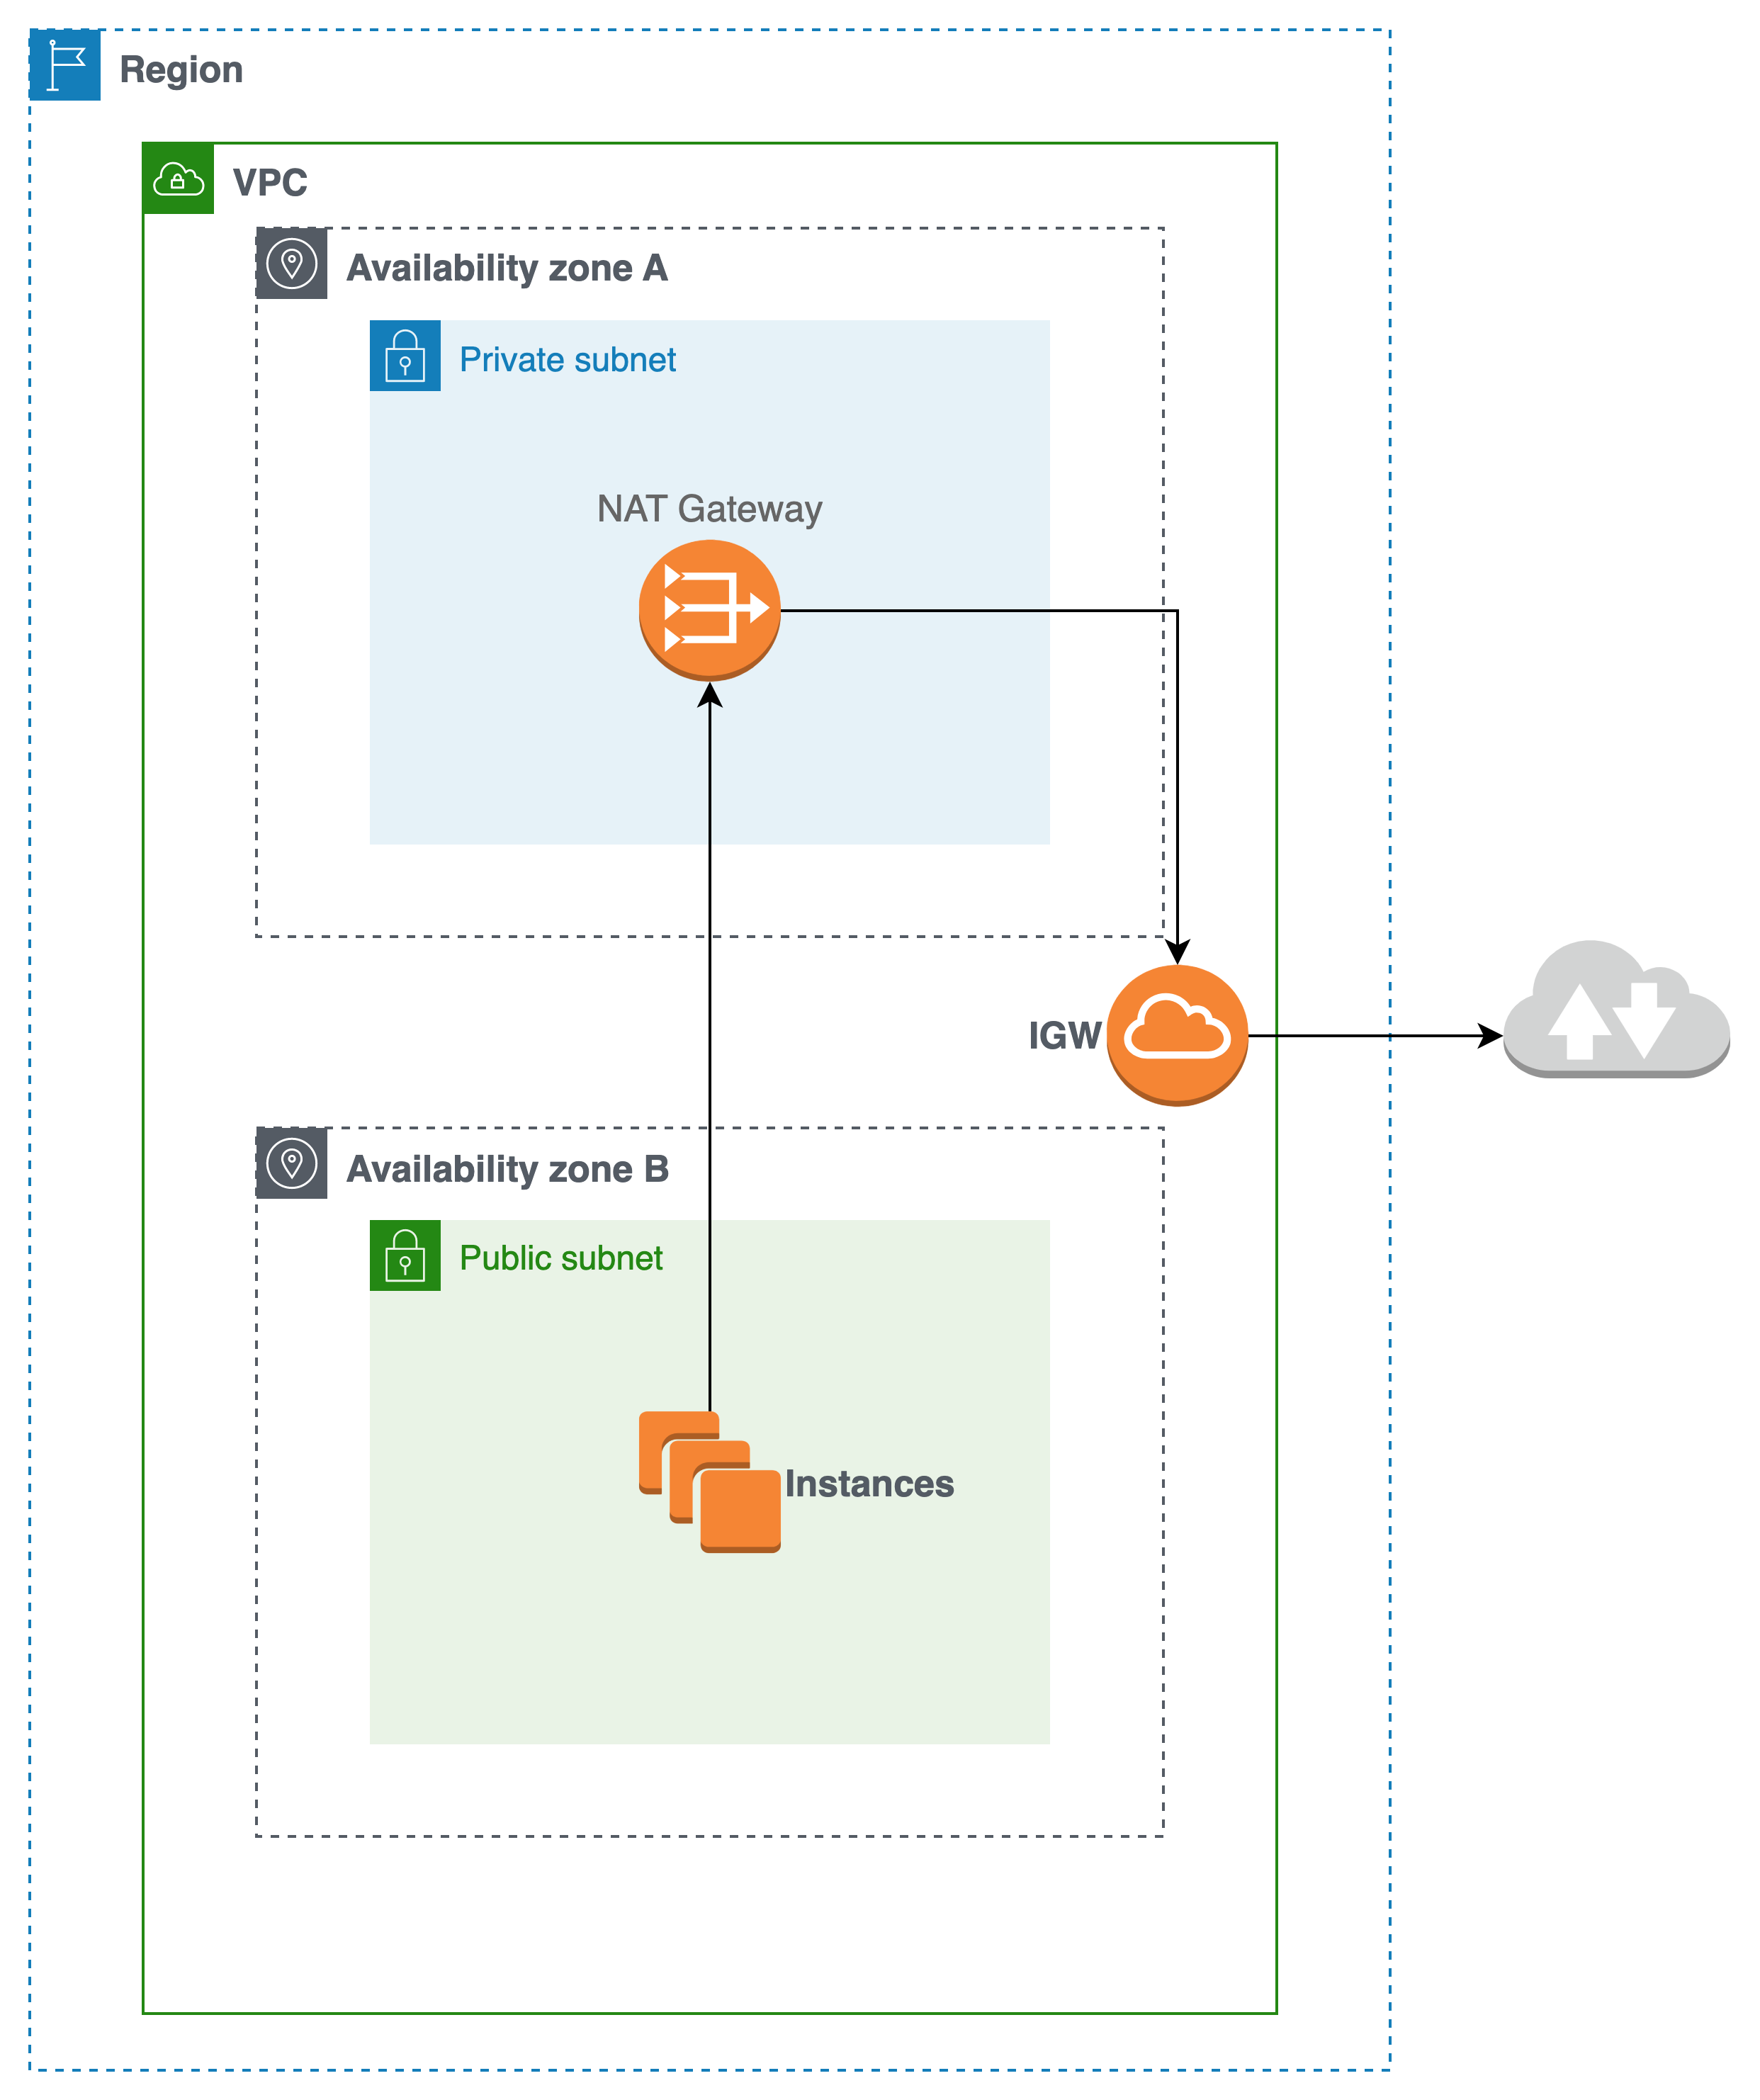 Region
VPC
Availability zone A
Private subnet
NAT Gateway
IGW
Availability zone B
Public subnet
Instances